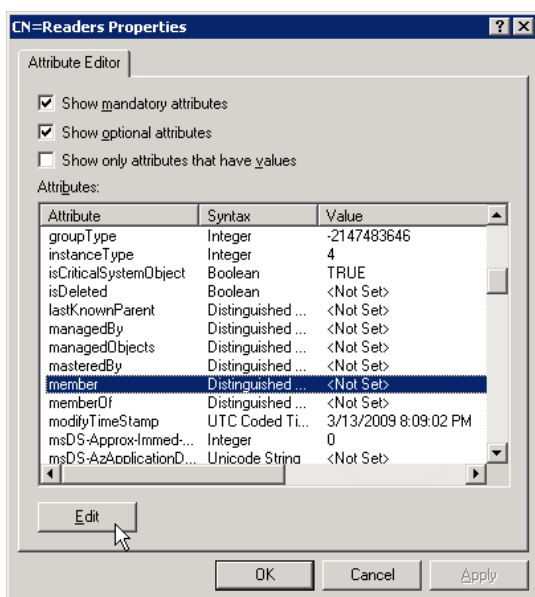 CN=Readers Properties
Attribute Editor
Show mandatory attributes
Show optional attributes
Show only attributes that have values
Attributes:
Attribute Syntax Value
groupType Integer -2147483646
instanceType Integer 4
isCriticalSystemObject Boolean TRUE
isDeleted Boolean <Not Set>
lastKnownParent Distinguished ... <Not Set>
managedBy Distinguished ... <Not Set>
managedObjects Distinguished ... <Not Set>
masteredBy Distinguished ... <Not Set>
member Distinguished ... <Not Set>
memberOf Distinguished ... <Not Set>
modifyTimeStamp UTC Coded Ti... 3/13/2009 8:09:02 PM
msDS-Approx-Immed-... Integer 0
msDS-AzApplicationD... Unicode String <Not Set>
Edit
OK Cancel Apply